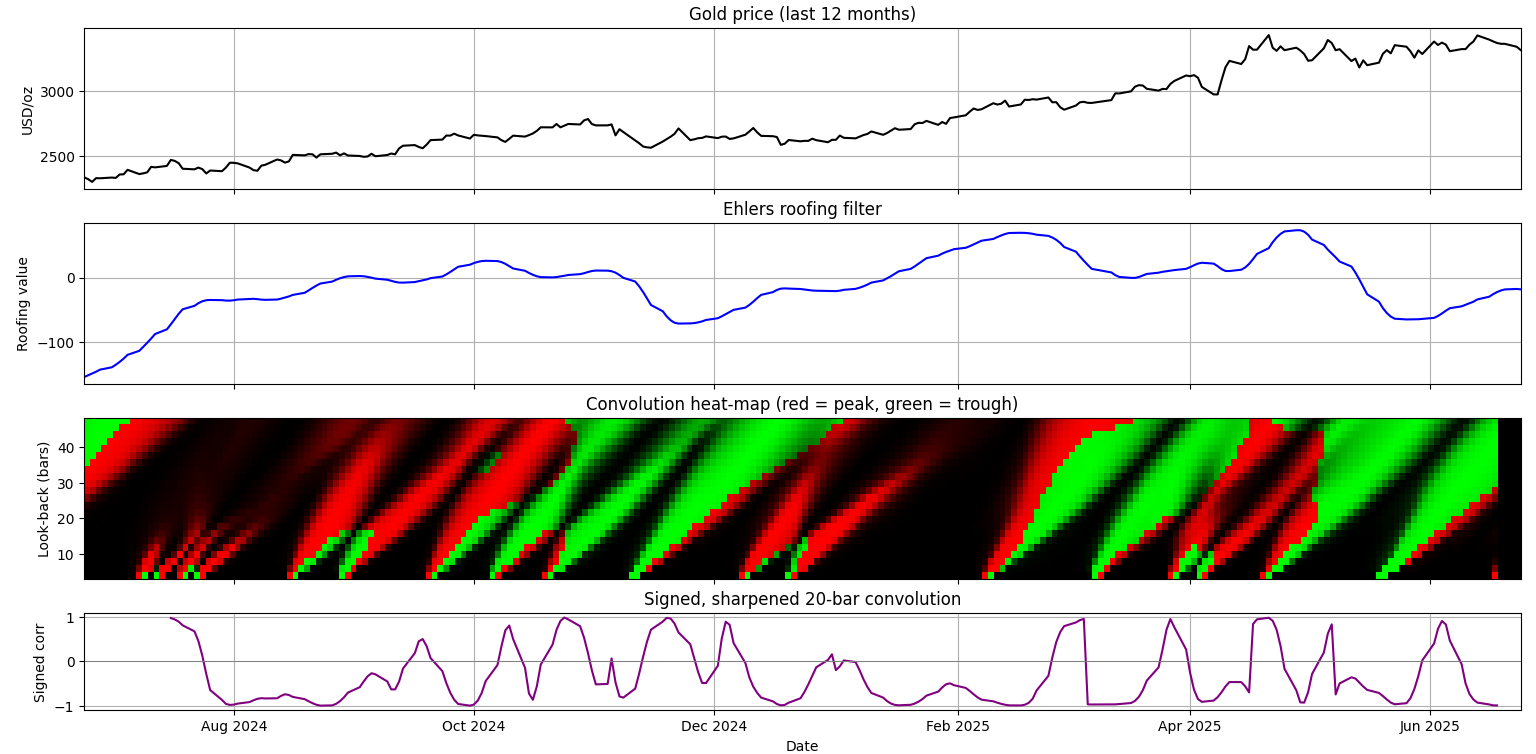 Gold price (last 12 months)
USD/oz
3000
2500
Ehlers roofing filter
Roofing value
0
−100
Convolution heat-map (red = peak, green = trough)
Look-back (bars)
40
30
20
10
Signed, sharpened 20-bar convolution
Signed corr
1
0
−1
Aug 2024 Oct 2024 Dec 2024 Feb 2025 Apr 2025 Jun 2025
Date